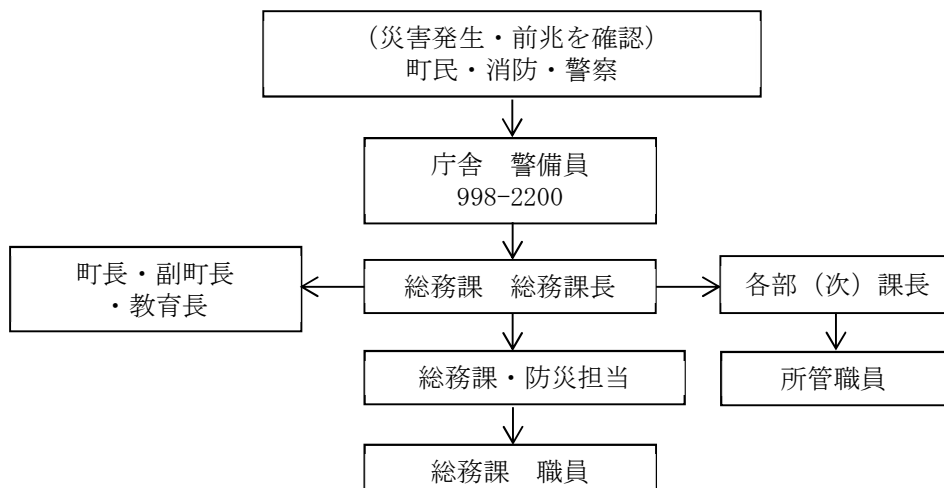 （災害発生・前兆を確認）
町民・消防・警察
庁舎　警備員
998-2200
町長・副町長
・教育長
総務課　総務課長
各部（次）課長
総務課・防災担当
所管職員
総務課　職員